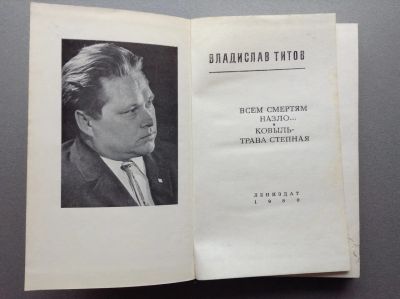 ВЛАДИСЛАВ ТИТОВ
ВСЕМ СМЕРТЯМ
НАЗЛО...
КОВЫЛЬ-
ТРАВА СТЕПНАЯ
ЛЕНИЗДАТ